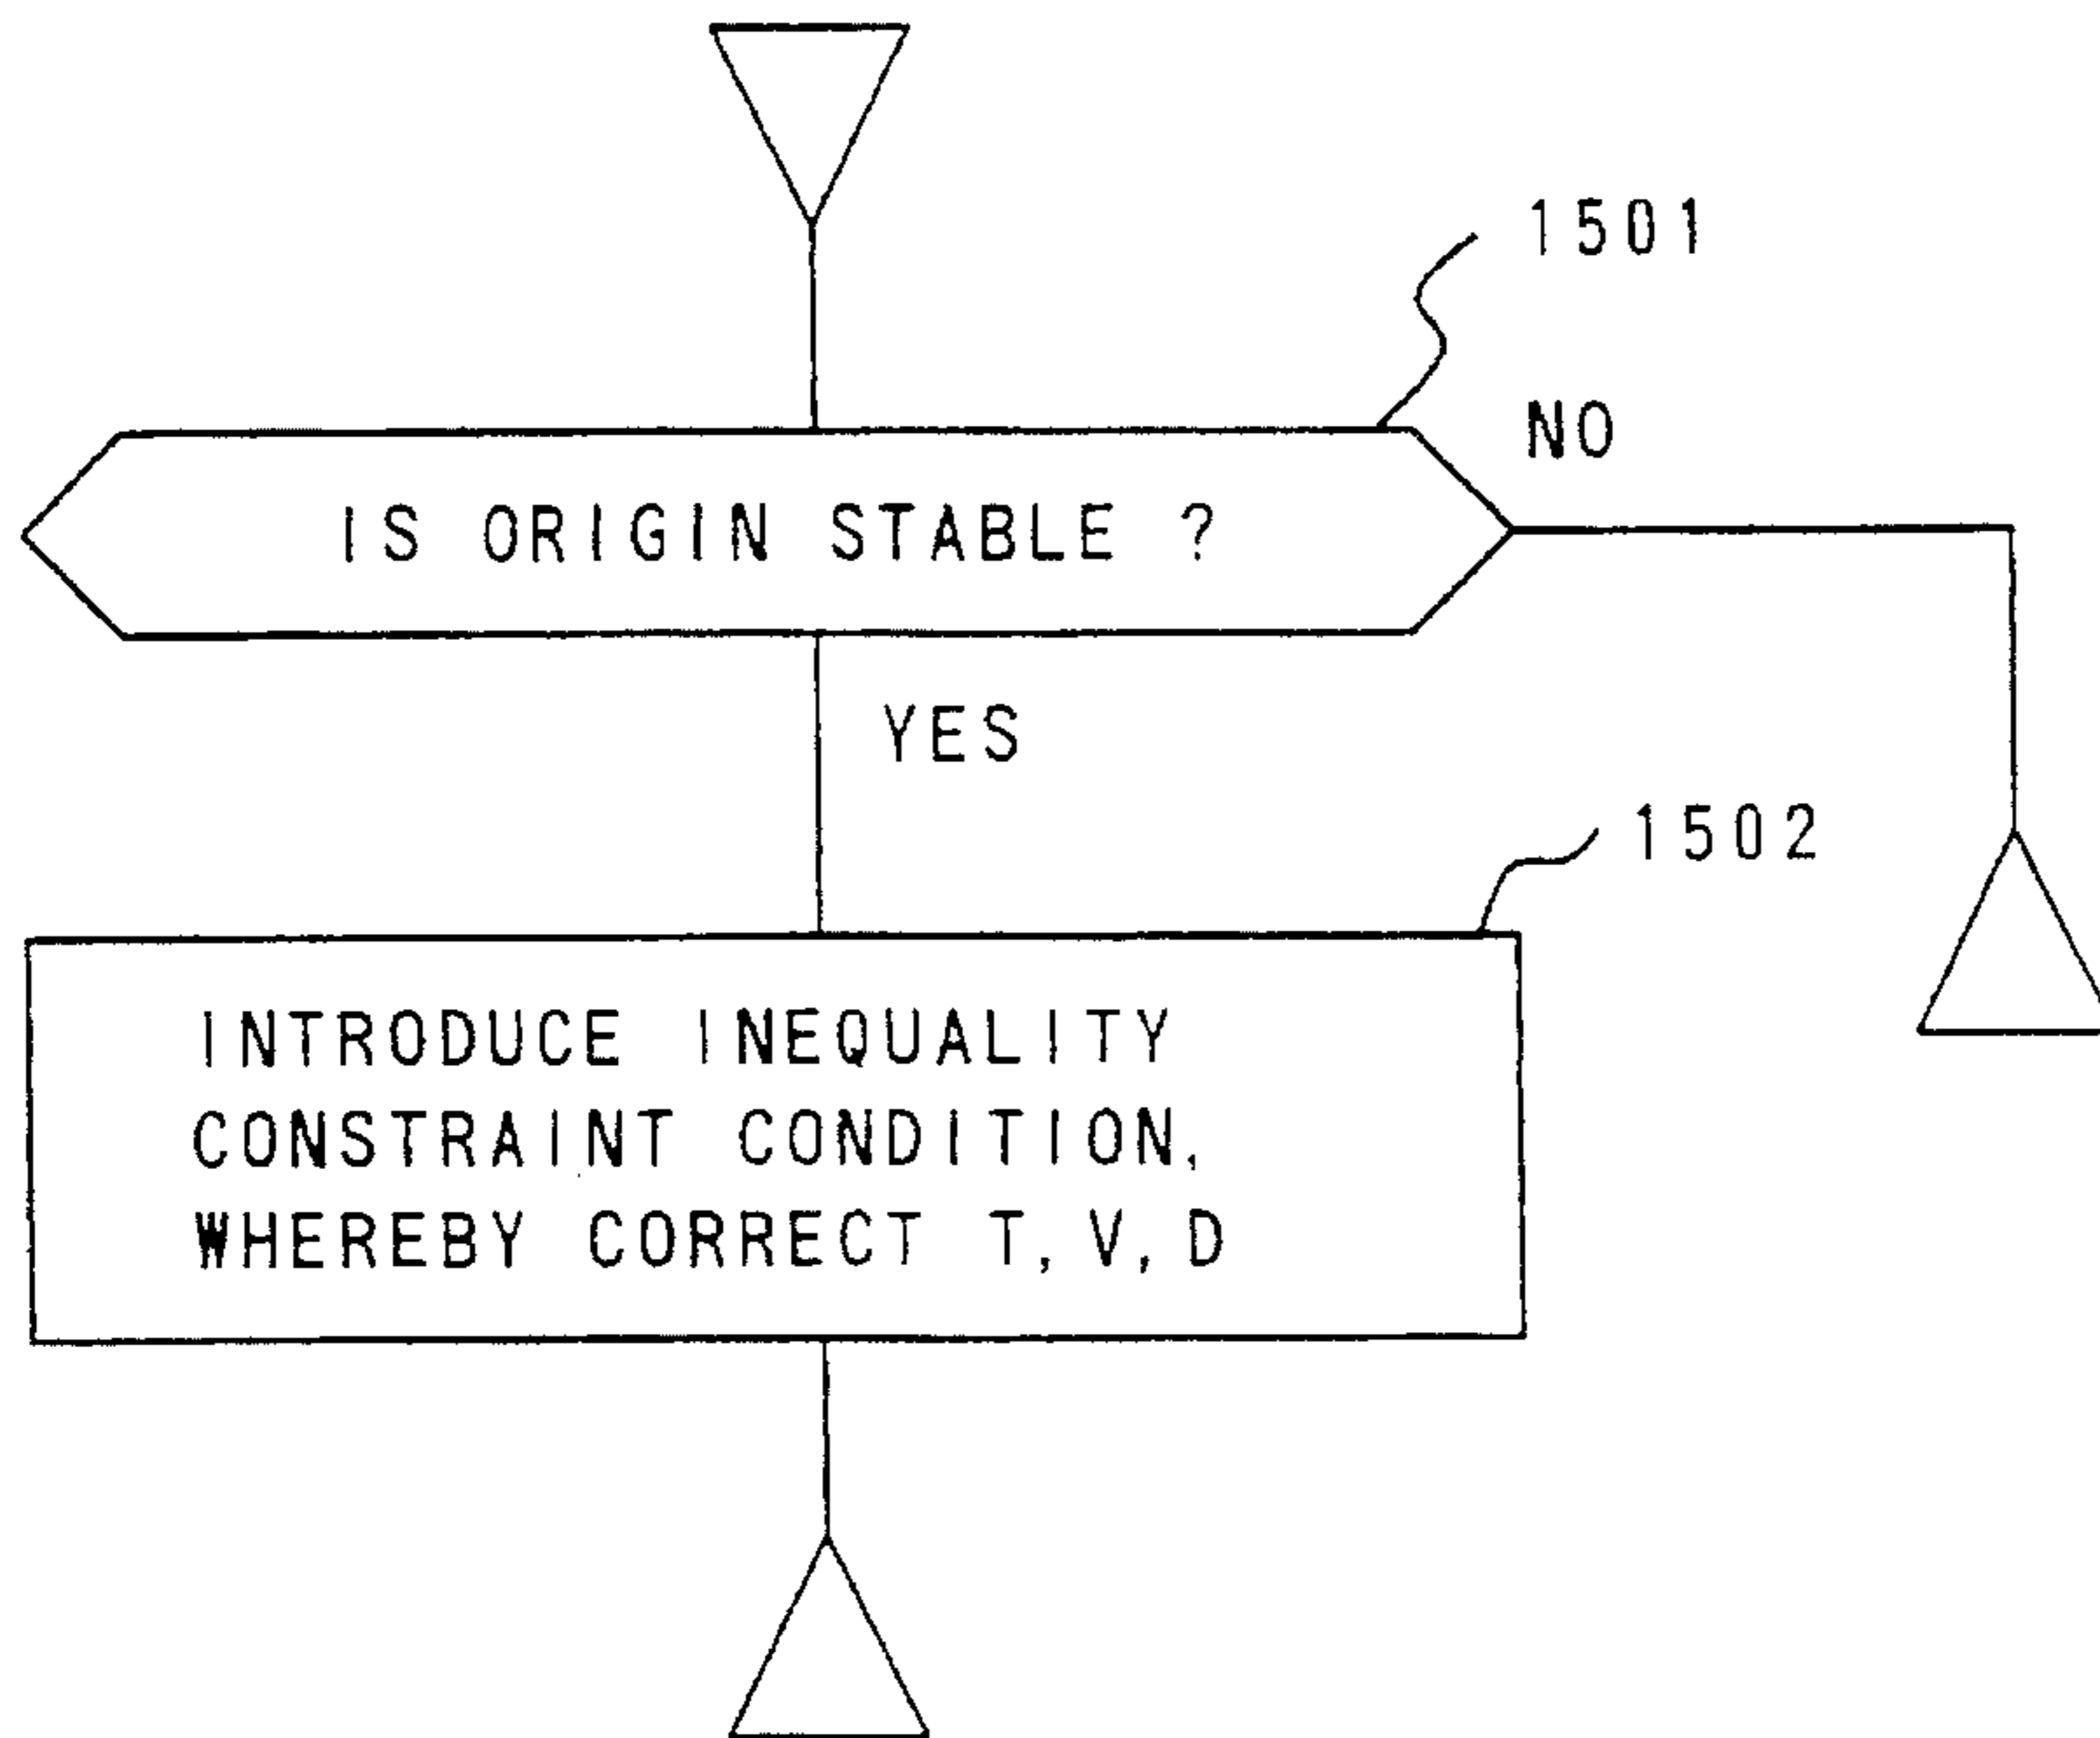 1501
NO
IS ORIGIN STABLE ?
YES
1502
INTRODUCE INEQUALITY
CONSTRAINT CONDITION,
WHEREBY CORRECT T, V, D